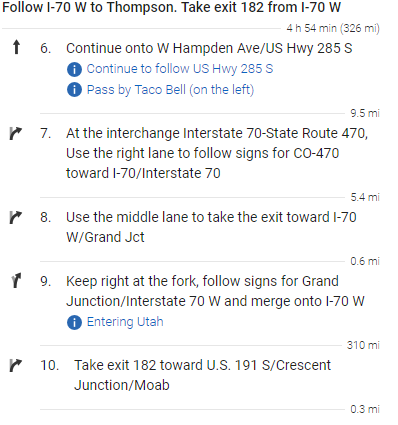 Follow I-70 W to Thompson. Take exit 182 from I-70 W
4 h 54 min (326 mi)
6. Continue onto W Hampden Ave/US Hwy 285 S
Continue to follow US Hwy 285 S
Pass by Taco Bell (on the left)
9.5 mi
7. At the interchange Interstate 70-State Route 470,
Use the right lane to follow signs for CO-470
toward I-70/Interstate 70
5.4 mi
8. Use the middle lane to take the exit toward I-70
W/Grand Jct
0.6 mi
9. Keep right at the fork, follow signs for Grand
Junction/Interstate 70 W and merge onto I-70 W
Entering Utah
310 mi
10. Take exit 182 toward U.S. 191 S/Crescent
Junction/Moab
0.3 mi